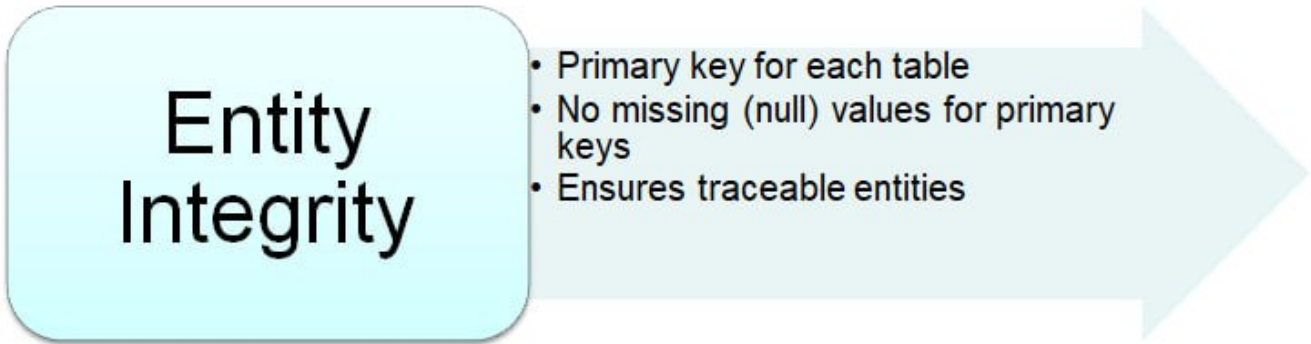 Entity
Integrity
• Primary key for each table
• No missing (null) values for primary
keys
• Ensures traceable entities